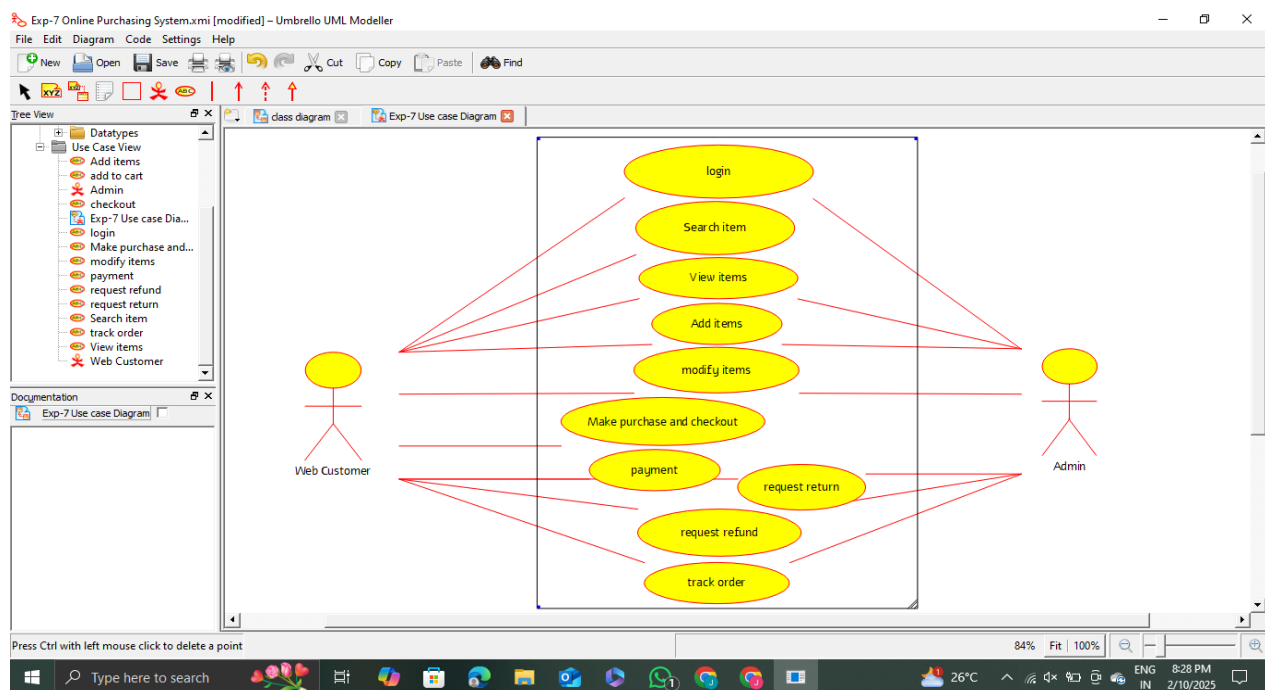 Exp-7 Online Purchasing System.xmi [modified] – Umbrello UML Modeller
File Edit Diagram Code Settings Help
New Open Save Cut Copy Paste Find
XYZ ABC
Tree View
class diagram Exp-7 Use case Diagram
Datatypes
Use Case View
Add items
add to cart
Admin
checkout
Exp-7 Use case Dia...
login
Make purchase and...
modify items
payment
request refund
request return
Search item
track order
View items
Web Customer
Documentation
Exp-7 Use case Diagram
login
Search item
View items
Add items
modify items
Make purchase and checkout
payment
request return
request refund
track order
Web Customer
Admin
Press Ctrl with left mouse click to delete a point
84% Fit 100%
Type here to search
26°C
ENG
IN
8:28 PM
2/10/2025